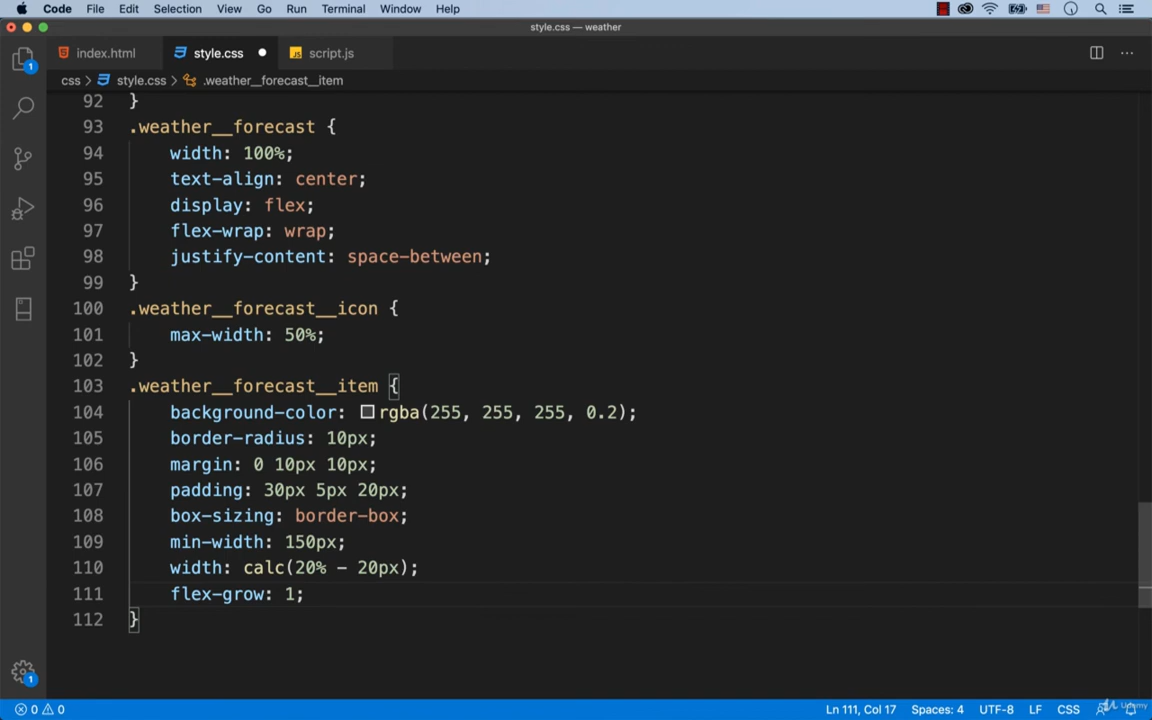 Code File Edit Selection View Go Run Terminal Window Help
style.css — weather
index.html style.css script.js
css > style.css > .weather__forecast__item
92 }
93 .weather__forecast {
94 width: 100%;
95 text-align: center;
96 display: flex;
97 flex-wrap: wrap;
98 justify-content: space-between;
99 }
100 .weather__forecast__icon {
101 max-width: 50%;
102 }
103 .weather__forecast__item {
104 background-color: rgba(255, 255, 255, 0.2);
105 border-radius: 10px;
106 margin: 0 10px 10px;
107 padding: 30px 5px 20px;
108 box-sizing: border-box;
109 min-width: 150px;
110 width: calc(20% - 20px);
111 flex-grow: 1;
112 }
1
1
0 0 Ln 111, Col 17 Spaces: 4 UTF-8 LF CSS Udemy